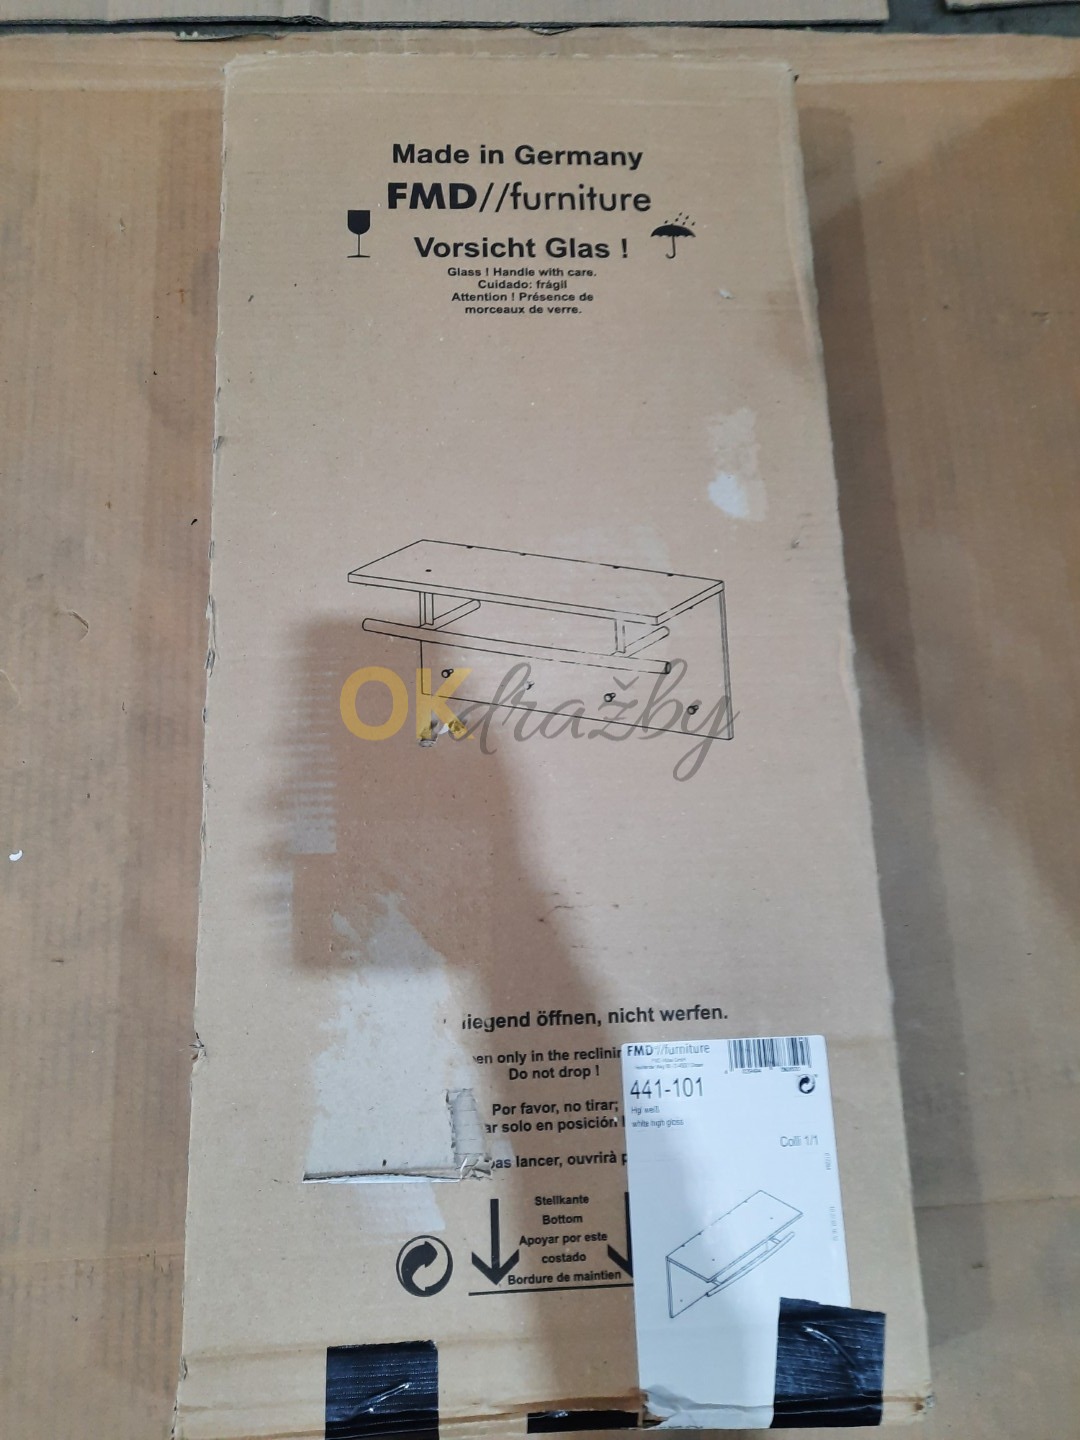 Made in Germany
FMD//furniture
Vorsicht Glas !
Glass ! Handle with care.
Cuidado: frágil
Attention ! Présence de
morceaux de verre.
OKdražby
liegend öffnen, nicht werfen.
only in the reclining
Do not drop !
Por favor, no tirar;
solo en posición
pas lancer, ouvrirà
Stellkante
Bottom
Apoyar por este
costado
Bordure de maintien
FMD//furniture
441-101
Hgl weiß
white high gloss
Colli 1/1